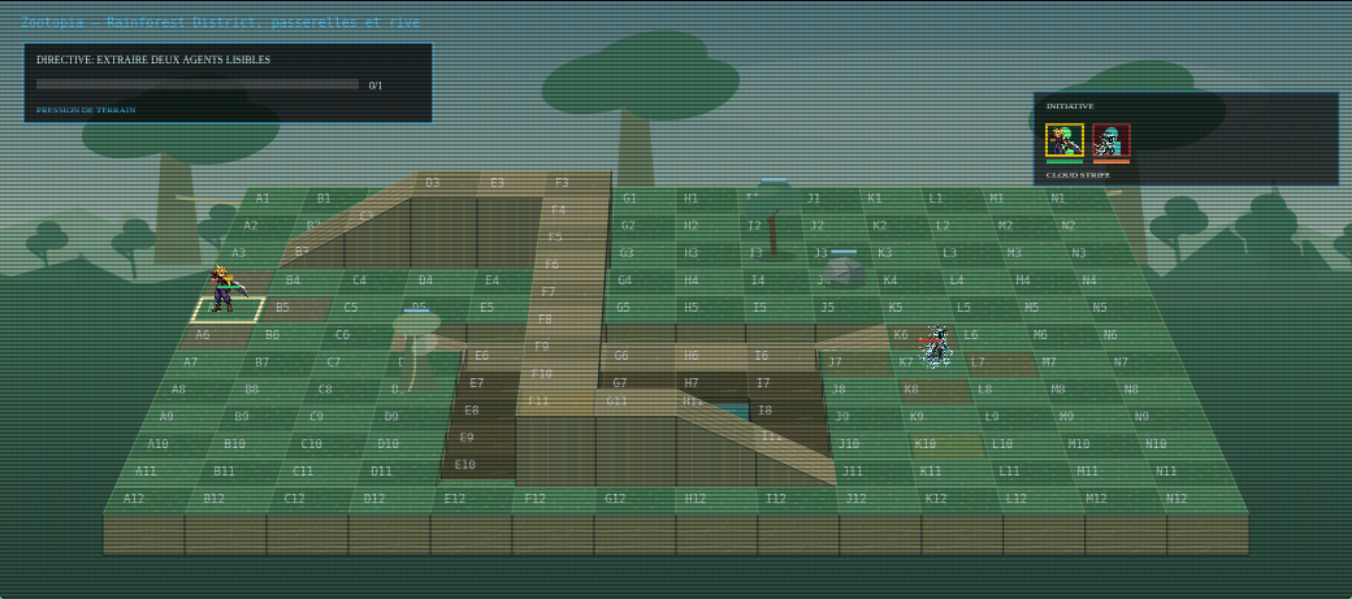 Zootopia — Rainforest District, passerelles et rive
DIRECTIVE: EXTRAIRE DEUX AGENTS LISIBLES
0/1
PRESSION DE TERRAIN
INITIATIVE
CLOUD STRIFE
D3 E3 F3
A1 B1 G1 H1 J1 K1 L1 M1 N1
C3 F4
A2 B2 G2 H2 I2 J2 K2 L2 M2 N2
F5
A3 B3 G3 H3 I3 J3 K3 L3 M3 N3
F6
B4 C4 D4 E4 G4 H4 I4 K4 L4 M4 N4
F7
B5 C5 D5 E5 G5 H5 I5 J5 K5 L5 M5 N5
F8
A6 B6 C6 K6 L6 M6 N6
F9
E6 G6 H6 I6
A7 B7 C7 J7 K7 L7 M7 N7
F10
E7 G7 H7 I7
A8 B8 C8 J8 K8 L8 M8 N8
F11 G11
E8 I8
A9 B9 C9 D9 J9 K9 L9 M9 N9
E9
A10 B10 C10 D10 J10 K10 L10 M10 N10
E10
A11 B11 C11 D11 J11 K11 L11 M11 N11
A12 B12 C12 D12 E12 F12 G12 H12 I12 J12 K12 L12 M12 N12